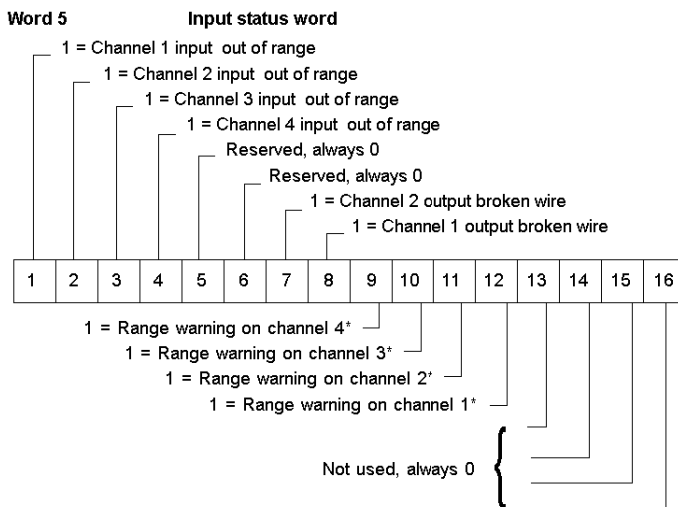 Word 5 Input status word
1 = Channel 1 input out of range
1 = Channel 2 input out of range
1 = Channel 3 input out of range
1 = Channel 4 input out of range
Reserved, always 0
Reserved, always 0
1 = Channel 2 output broken wire
1 = Channel 1 output broken wire
1 2 3 4 5 6 7 8 9 10 11 12 13 14 15 16
1 = Range warning on channel 4*
1 = Range warning on channel 3*
1 = Range warning on channel 2*
1 = Range warning on channel 1*
Not used, always 0